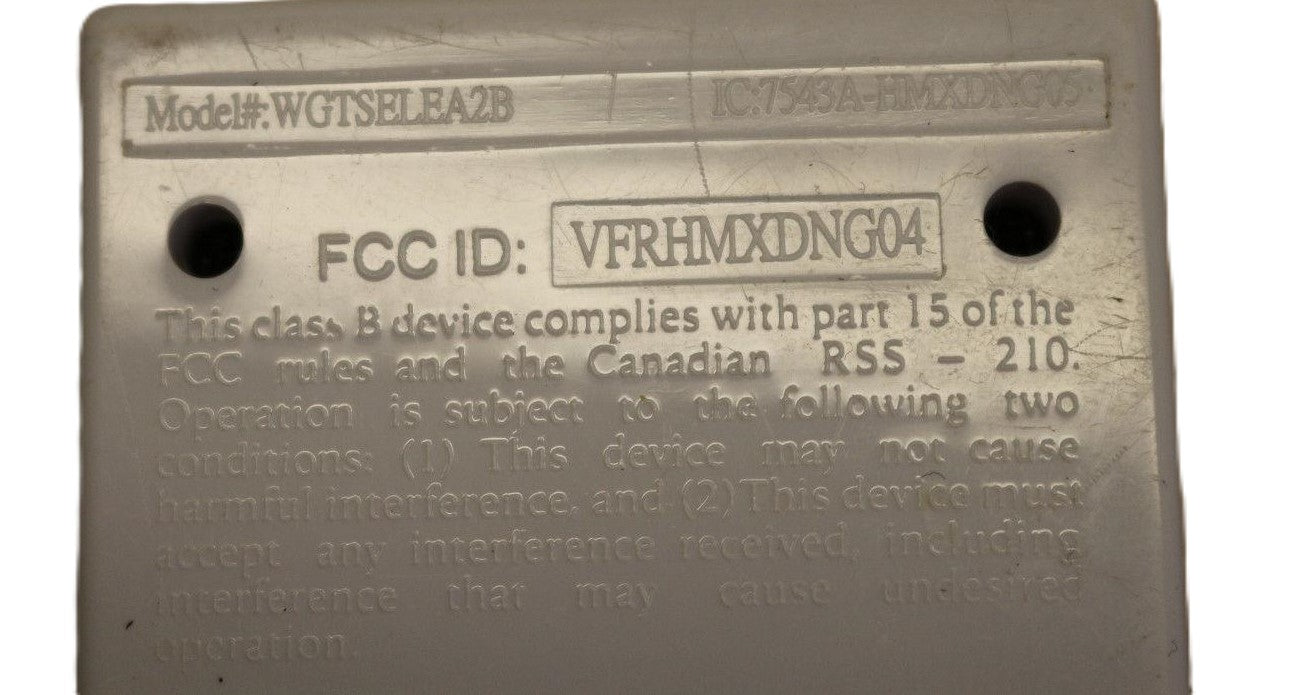 Model#:WGTSELEA2B IC:7543A-HMXDNG05
FCC ID: VFRHMXDNG04
This class B device complies with part 15 of the
FCC rules and the Canadian RSS – 210.
Operation is subject to the following two
conditions: (1) This device may not cause
harmful interference, and (2) This device must
accept any interference received, including
interference that may cause undesired
operation.